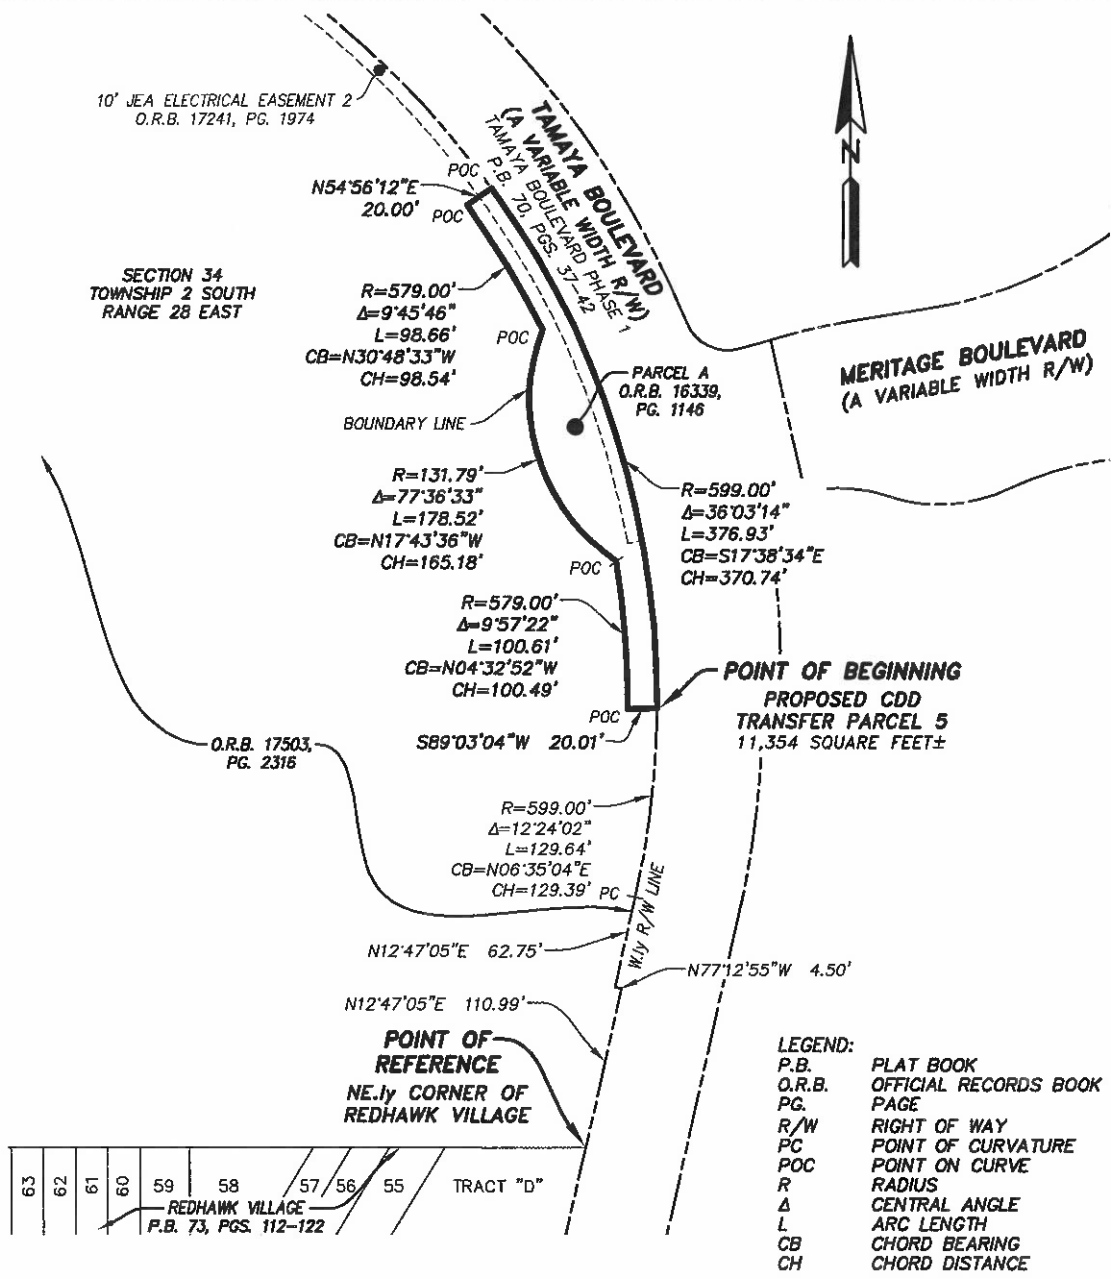 10' JEA ELECTRICAL EASEMENT 2
O.R.B. 17241, PG. 1974
TAMAYA BOULEVARD
(A VARIABLE WIDTH R/W)
TAMAYA BOULEVARD PHASE 1
P.B. 70, PGS. 37-42
N
POC
N54°56'12"E
20.00'
POC
SECTION 34
TOWNSHIP 2 SOUTH
RANGE 28 EAST
R=579.00'
Δ=9°45'46"
L=98.66'
CB=N30°48'33"W
CH=98.54'
POC
MERITAGE BOULEVARD
(A VARIABLE WIDTH R/W)
PARCEL A
O.R.B. 16339,
PG. 1146
BOUNDARY LINE
R=131.79'
Δ=77°36'33"
L=178.52'
CB=N17°43'36"W
CH=165.18'
POC
R=599.00'
Δ=36°03'14"
L=376.93'
CB=S17°38'34"E
CH=370.74'
R=579.00'
Δ=9°57'22"
L=100.61'
CB=N04°32'52"W
CH=100.49'
POC
S89°03'04"W 20.01'
POINT OF BEGINNING
PROPOSED CDD
TRANSFER PARCEL 5
11,354 SQUARE FEET±
O.R.B. 17503,
PG. 2316
R=599.00'
Δ=12°24'02"
L=129.64'
CB=N06°35'04"E
CH=129.39'
PC
W.ly R/W LINE
N12°47'05"E 62.75'
N77°12'55"W 4.50'
N12°47'05"E 110.99'
POINT OF
REFERENCE
NE.ly CORNER OF
REDHAWK VILLAGE
63 62 61 60 59 58 57 56 55 TRACT "D"
REDHAWK VILLAGE
P.B. 73, PGS. 112-122
LEGEND:
P.B. PLAT BOOK
O.R.B. OFFICIAL RECORDS BOOK
PG. PAGE
R/W RIGHT OF WAY
PC POINT OF CURVATURE
POC POINT ON CURVE
R RADIUS
Δ CENTRAL ANGLE
L ARC LENGTH
CB CHORD BEARING
CH CHORD DISTANCE